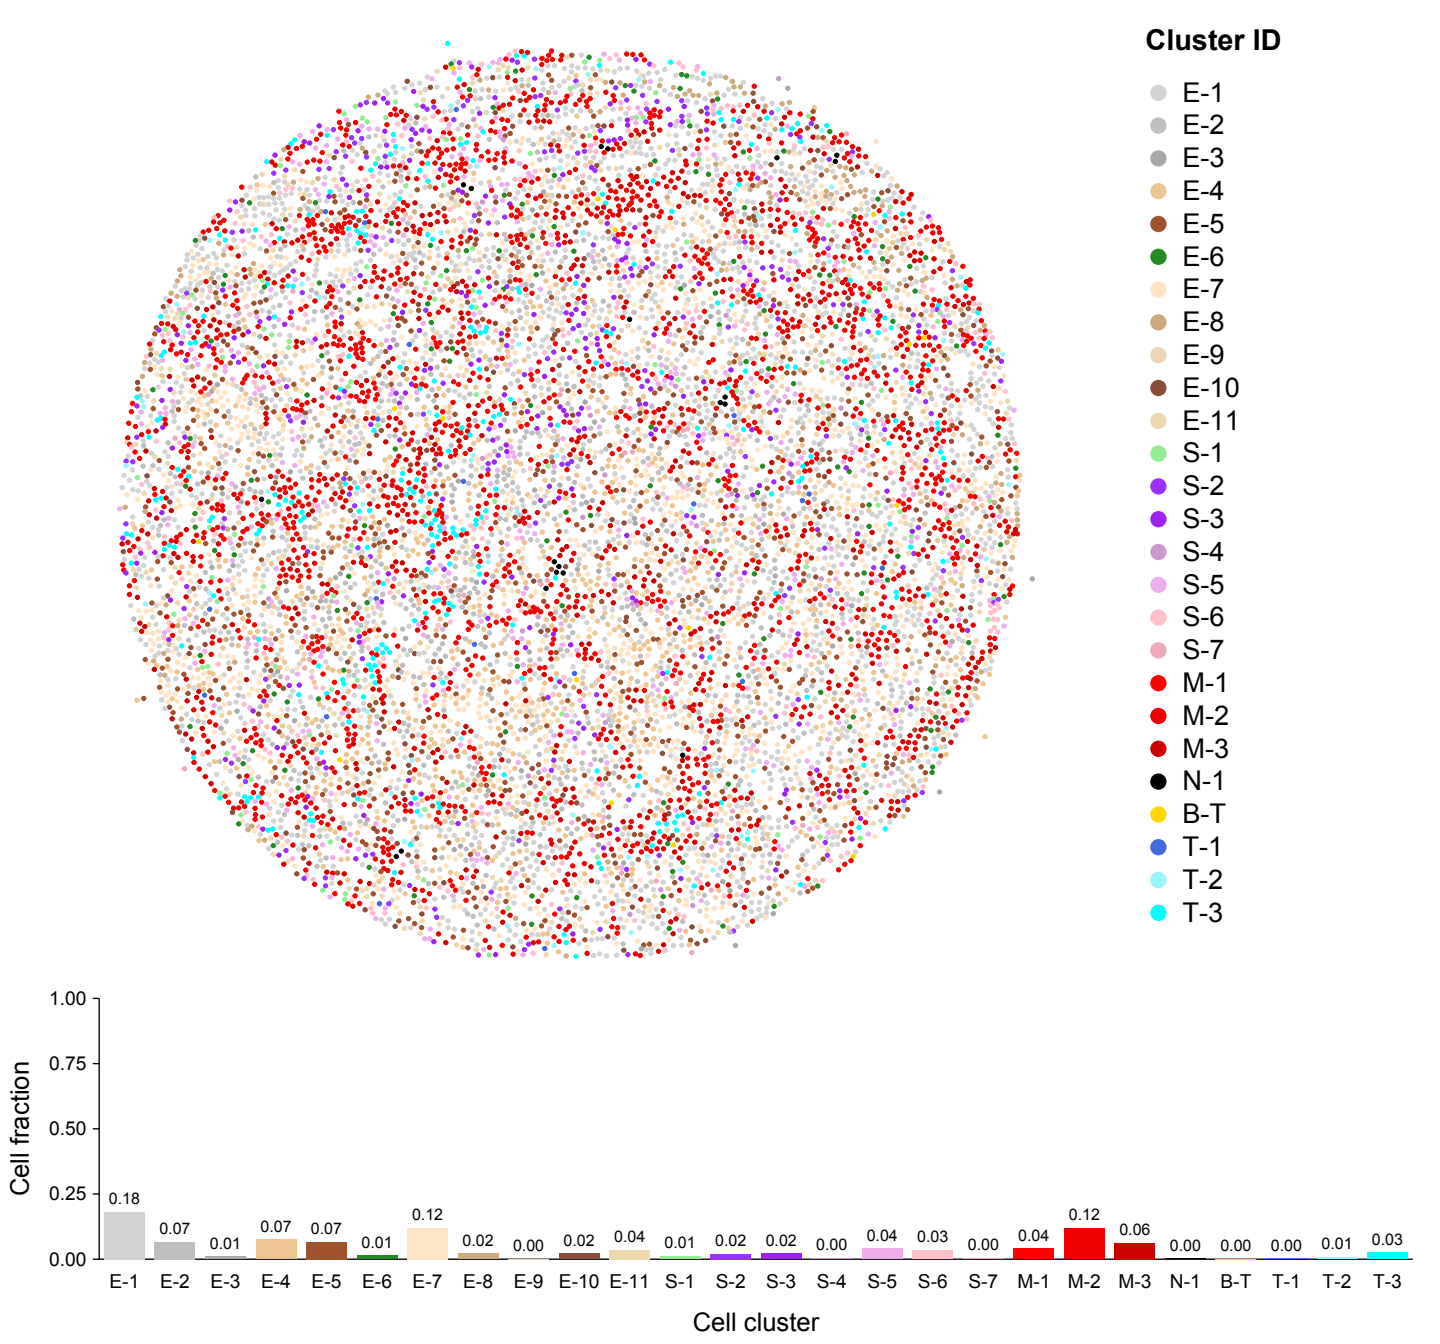 Cluster ID
E-1
E-2
E-3
E-4
E-5
E-6
E-7
E-8
E-9
E-10
E-11
S-1
S-2
S-3
S-4
S-5
S-6
S-7
M-1
M-2
M-3
N-1
B-T
T-1
T-2
T-3
1.00
0.75
0.50
0.25
0.00
Cell fraction
0.18 0.07 0.01 0.07 0.07 0.01 0.12 0.02 0.00 0.02 0.04 0.01 0.02 0.02 0.00 0.04 0.03 0.00 0.04 0.12 0.06 0.00 0.00 0.00 0.01 0.03
E-1 E-2 E-3 E-4 E-5 E-6 E-7 E-8 E-9 E-10 E-11 S-1 S-2 S-3 S-4 S-5 S-6 S-7 M-1 M-2 M-3 N-1 B-T T-1 T-2 T-3
Cell cluster